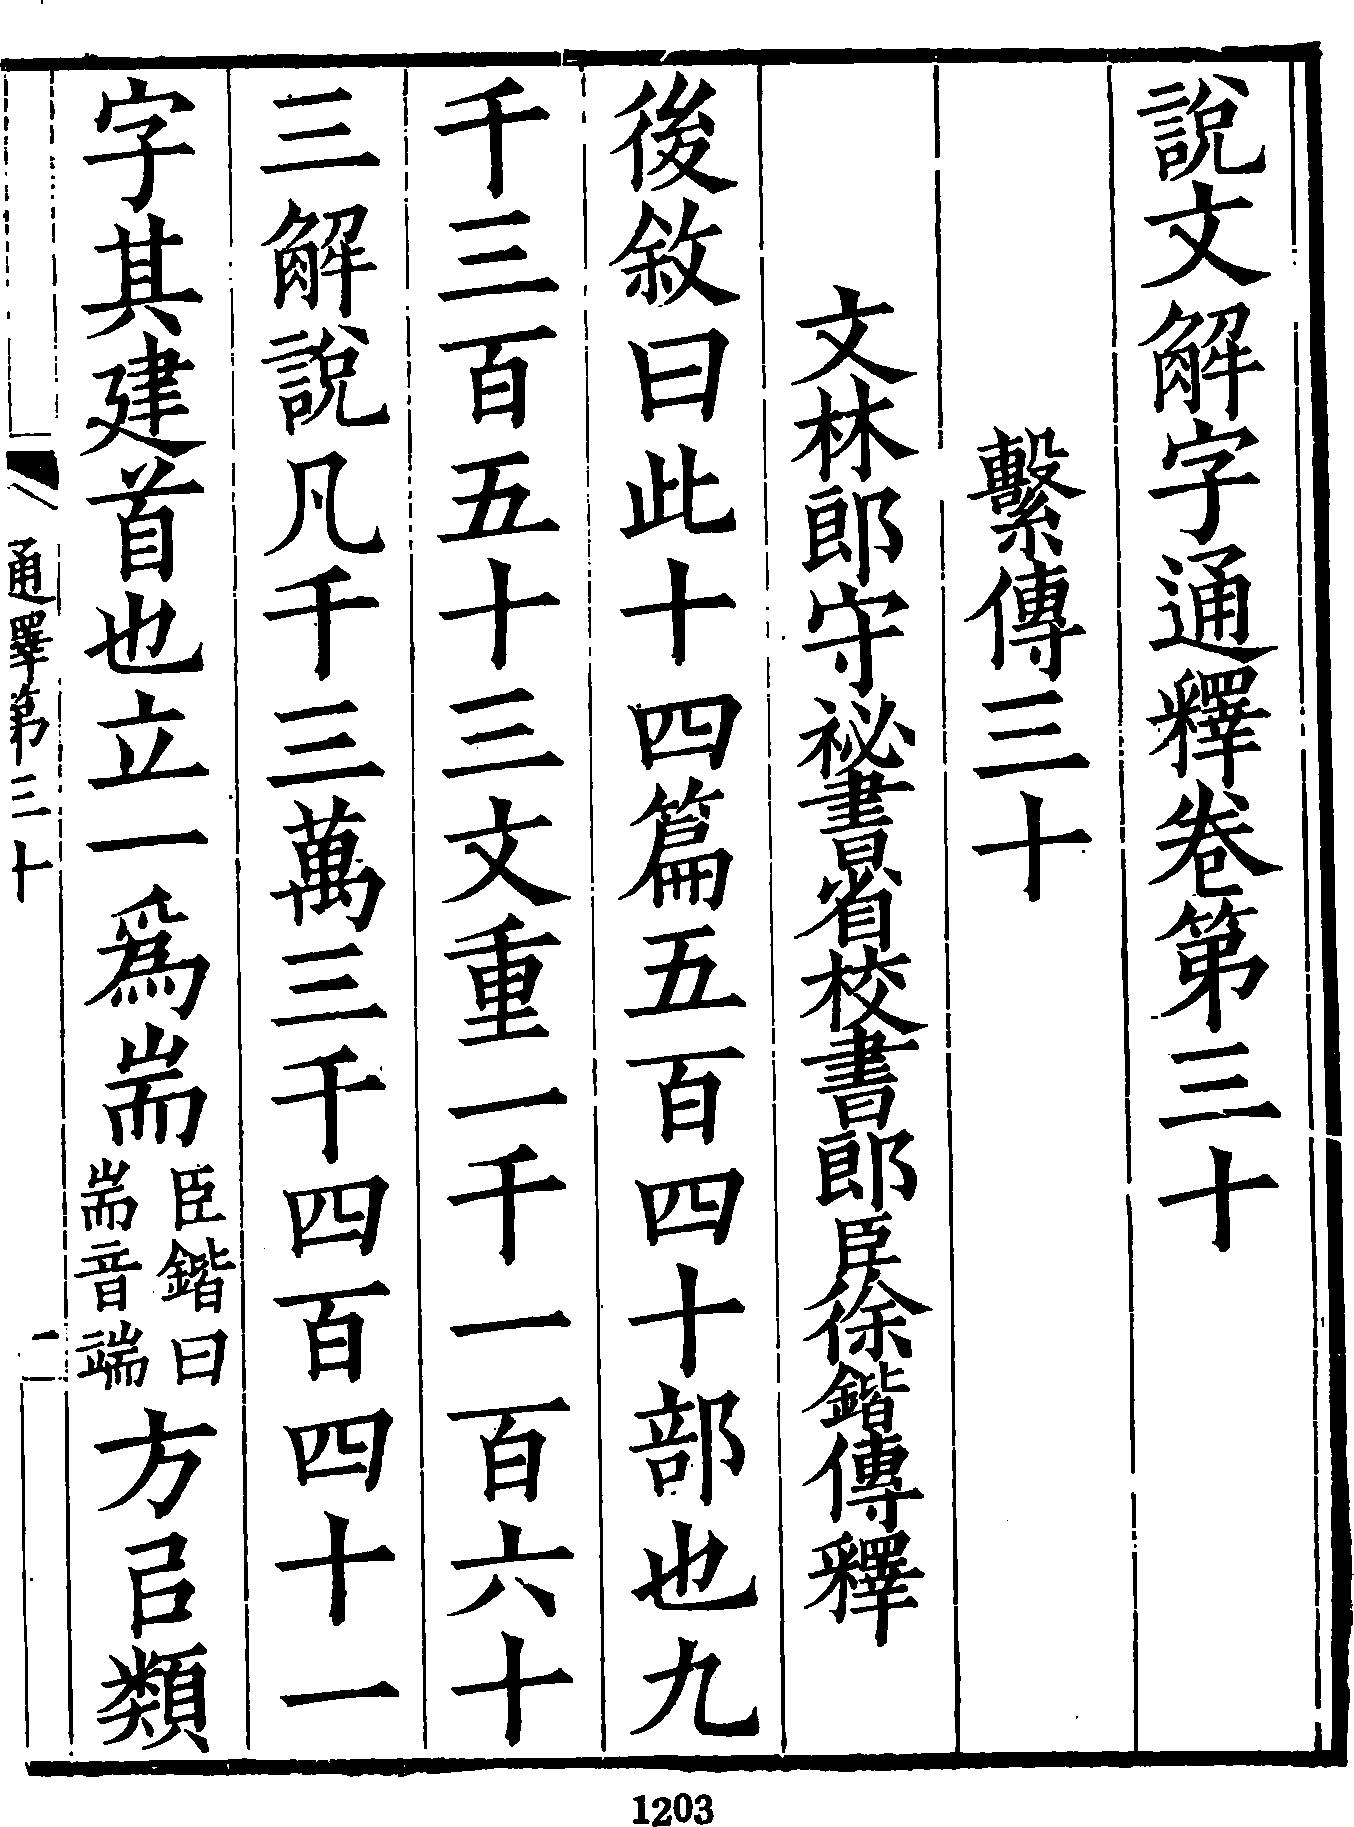 說文解字通釋卷第三十
繫傳三十
文林郎守祕書省校書郎臣徐鍇傳釋
後敘曰此十四篇五百四十部也九
千三百五十三文重一千一百六十
三解說凡千三萬三千四百四十一
字其建首也立一爲耑臣鍇曰耑音端方㠯類
通釋第三十 一
1203